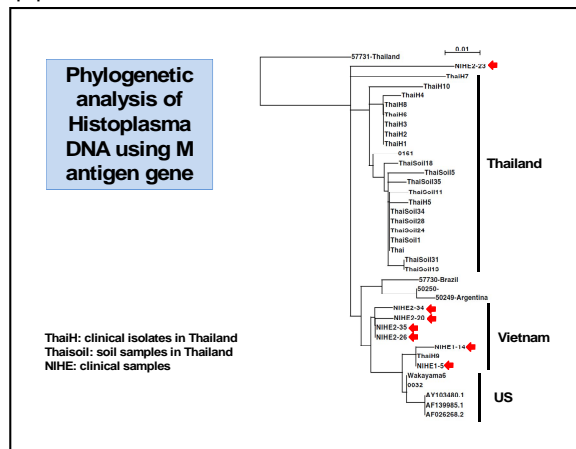 Phylogenetic
analysis of
Histoplasma
DNA using M
antigen gene
0.01
57731-Thailand
NIHE2-23
ThaiH7
ThaiH10
ThaiH4
ThaiH8
ThaiH6
ThaiH3
ThaiH2
ThaiH1
0161
ThaiSoil18
ThaiSoil5
ThaiSoil35
ThaiSoil11
ThaiH5
ThaiSoil34
ThaiSoil28
ThaiSoil24
ThaiSoil1
Thai
ThaiSoil31
ThaiSoil13
Thailand
57730-Brazil
50250-
50249-Argentina
NIHE2-34
NIHE2-20
NIHE2-35
NIHE2-26
NIHE1-14
ThaiH9
NIHE1-5
Vietnam
Wakayama6
0032
AY103480.1
AF139985.1
AF026268.2
US
ThaiH: clinical isolates in Thailand
Thaisoil: soil samples in Thailand
NIHE: clinical samples